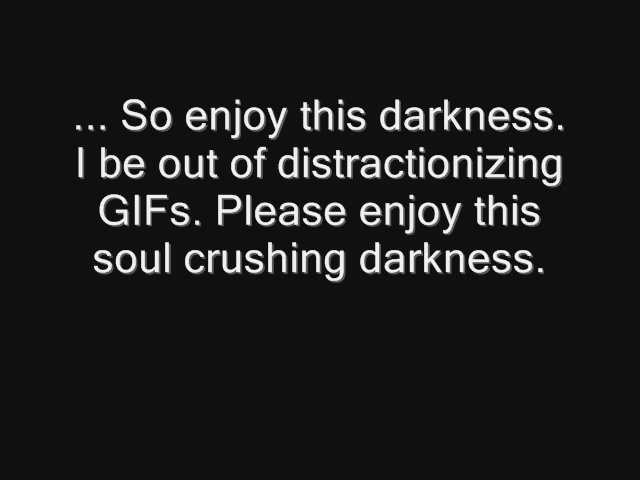 ... So enjoy this darkness.
I be out of distractionizing
GIFs. Please enjoy this
soul crushing darkness.